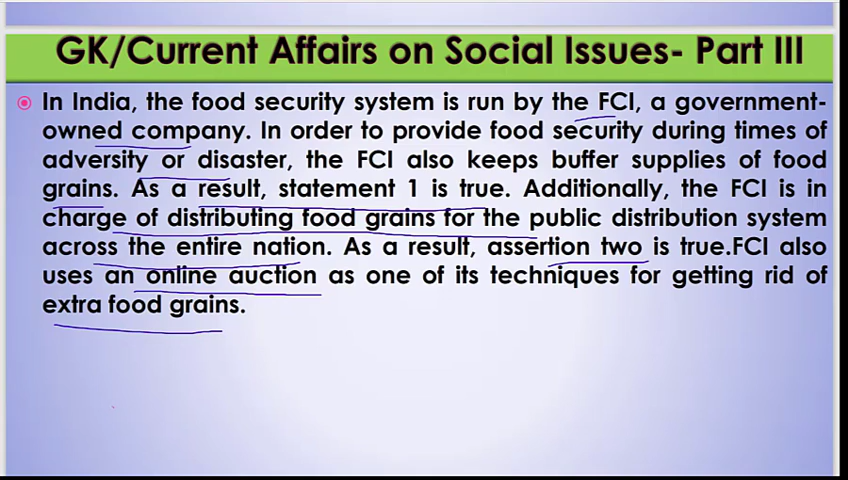 GK/Current Affairs on Social Issues- Part III
In India, the food security system is run by the FCI, a government-
owned company. In order to provide food security during times of
adversity or disaster, the FCI also keeps buffer supplies of food
grains. As a result, statement 1 is true. Additionally, the FCI is in
charge of distributing food grains for the public distribution system
across the entire nation. As a result, assertion two is true.FCI also
uses an online auction as one of its techniques for getting rid of
extra food grains.